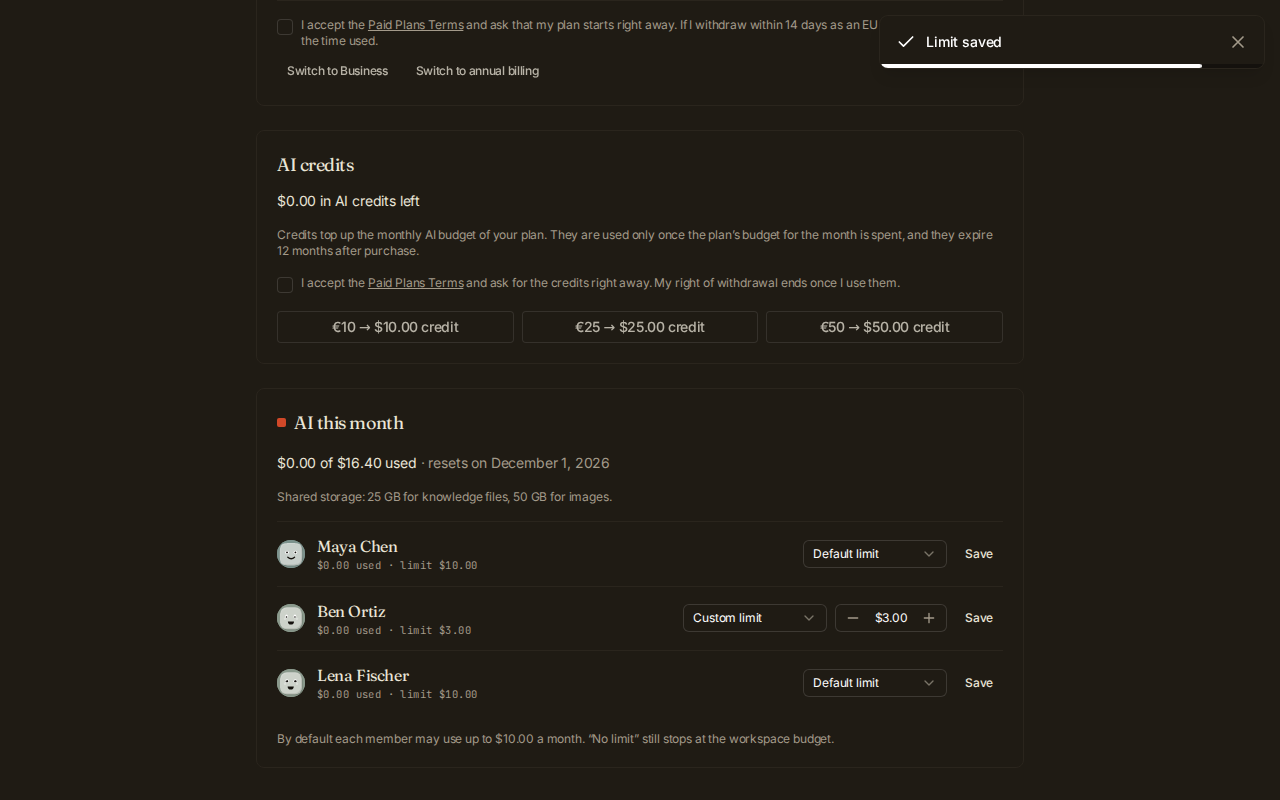 I accept the Paid Plans Terms and ask that my plan starts right away. If I withdraw within 14 days as an EU
the time used.
Limit saved
Switch to Business
Switch to annual billing
AI credits
$0.00 in AI credits left
Credits top up the monthly AI budget of your plan. They are used only once the plan's budget for the month is spent, and they expire
12 months after purchase.
I accept the Paid Plans Terms and ask for the credits right away. My right of withdrawal ends once I use them.
€10 → $10.00 credit
€25 → $25.00 credit
€50 → $50.00 credit
AI this month
$0.00 of $16.40 used · resets on December 1, 2026
Shared storage: 25 GB for knowledge files, 50 GB for images.
Maya Chen
$0.00 used · limit $10.00
Default limit
Save
Ben Ortiz
$0.00 used · limit $3.00
Custom limit
$3.00
Save
Lena Fischer
$0.00 used · limit $10.00
Default limit
Save
By default each member may use up to $10.00 a month. “No limit” still stops at the workspace budget.